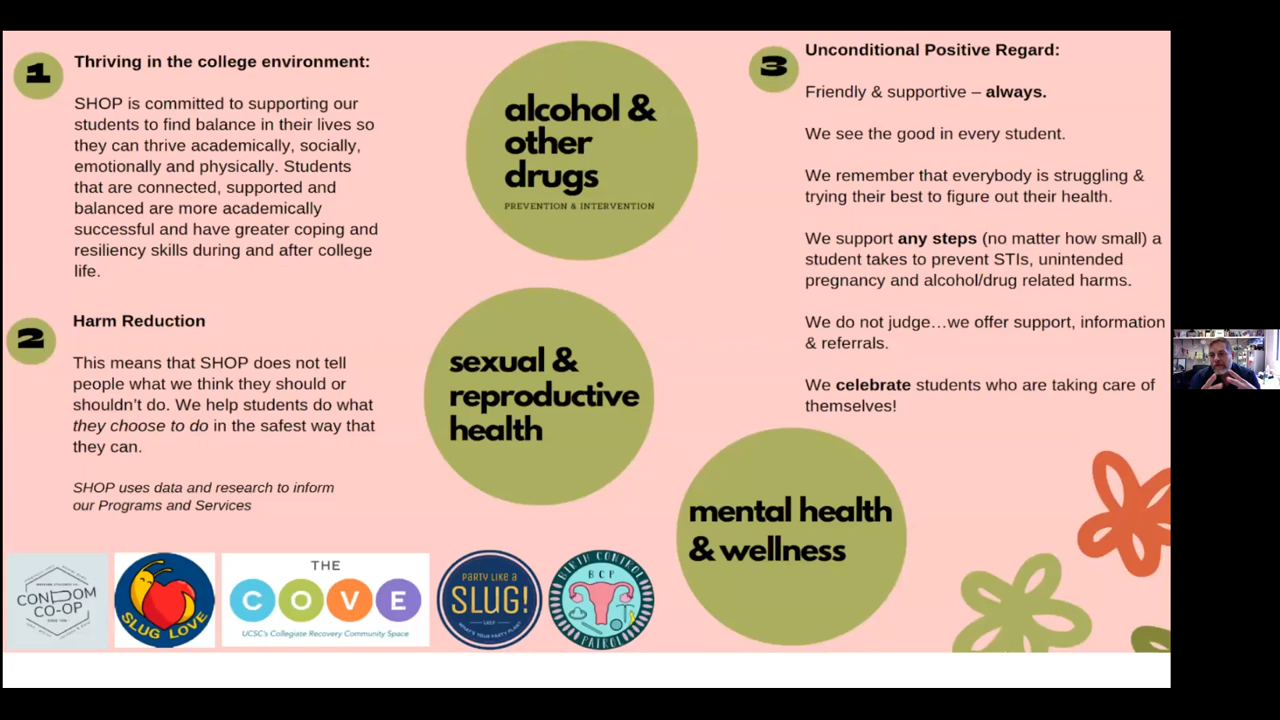 1
Thriving in the college environment:
SHOP is committed to supporting our
students to find balance in their lives so
they can thrive academically, socially,
emotionally and physically. Students
that are connected, supported and
balanced are more academically
successful and have greater coping and
resiliency skills during and after college
life.
2
Harm Reduction
This means that SHOP does not tell
people what we think they should or
shouldn't do. We help students do what
they choose to do in the safest way that
they can.
SHOP uses data and research to inform
our Programs and Services
alcohol &
other
drugs
PREVENTION & INTERVENTION
sexual &
reproductive
health
mental health
& wellness
3
Unconditional Positive Regard:
Friendly & supportive – always.
We see the good in every student.
We remember that everybody is struggling &
trying their best to figure out their health.
We support any steps (no matter how small) a
student takes to prevent STIs, unintended
pregnancy and alcohol/drug related harms.
We do not judge…we offer support, information
& referrals.
We celebrate students who are taking care of
themselves!
CONDOM
CO-OP
SLUG LOVE
THE
COVE
UCSC's Collegiate Recovery Community Space
PARTY LIKE A
SLUG!
WHAT'S YOUR PARTY PLAN?
BIRTH CONTROL
BCP
PATROL